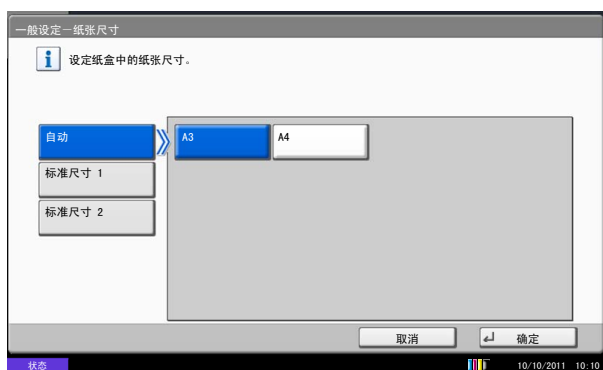 一般设定－纸张尺寸
设定纸盒中的纸张尺寸。
自动
A3
A4
标准尺寸 1
标准尺寸 2
取消
确定
状态
10/10/2011 10:10